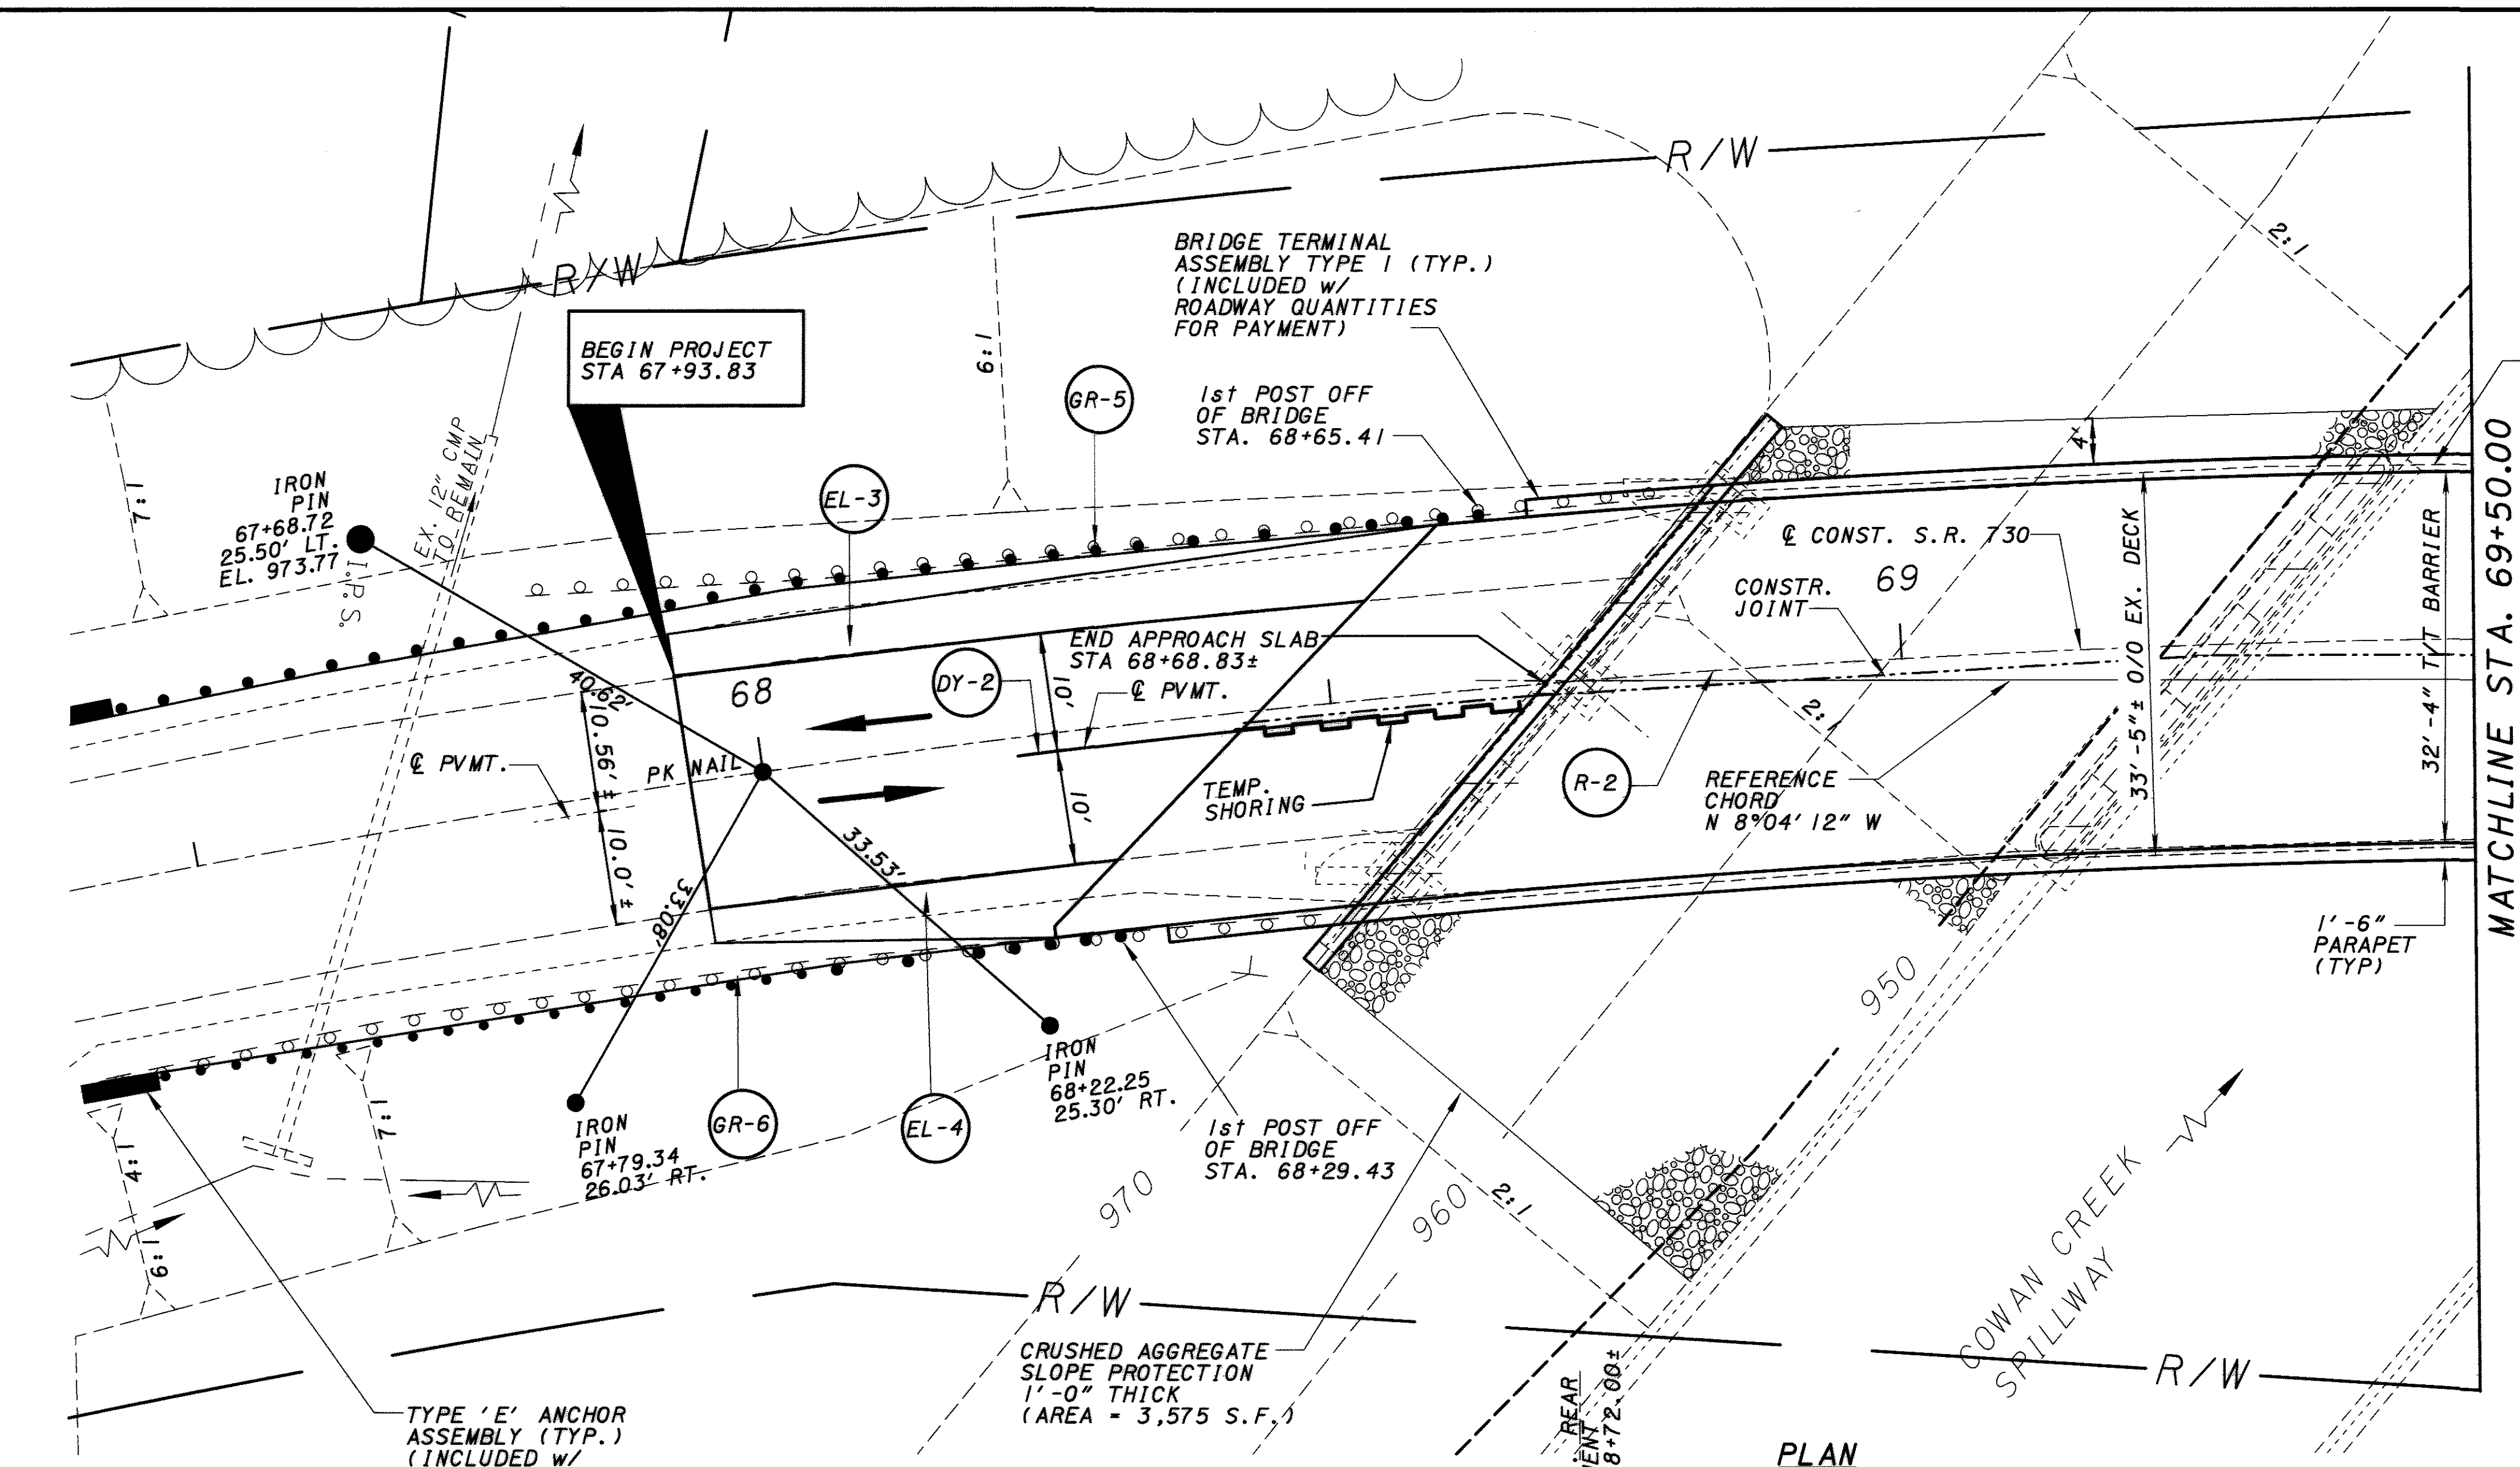 R/W
R/W
BRIDGE TERMINAL
ASSEMBLY TYPE 1 (TYP.)
(INCLUDED w/
ROADWAY QUANTITIES
FOR PAYMENT)
2:1
BEGIN PROJECT
STA 67+93.83
6:1
GR-5
1st POST OFF
OF BRIDGE
STA. 68+65.41
4'
7:1
IRON
PIN
67+68.72
25.50' LT.
EL. 973.77
I.P.S.
EX. 12" CMP
TO REMAIN
EL-3
℄ CONST. S.R. 730
69
CONSTR.
JOINT
33'-5"± O/O EX. DECK
32'-4" T/T BARRIER
MATCHLINE STA. 69+50.00
END APPROACH SLAB
STA 68+68.83±
℄ PVMT.
DY-2
10'
10'
68
40.62'
10.56' ±
10.0' ±
℄ PVMT.
PK NAIL
33.53'
33.08'
TEMP.
SHORING
R-2
2:1
REFERENCE
CHORD
N 8°04'12" W
1'-6"
PARAPET
(TYP)
950
IRON
PIN
68+22.25
25.30' RT.
IRON
PIN
67+79.34
26.03' RT.
GR-6
EL-4
1st POST OFF
OF BRIDGE
STA. 68+29.43
7:1
4:1
6:1
970
960
2:1
COWAN CREEK
SPILLWAY
R/W
R/W
CRUSHED AGGREGATE
SLOPE PROTECTION
1'-0" THICK
(AREA = 3,575 S.F.)
REAR
8+72.00±
TYPE 'E' ANCHOR
ASSEMBLY (TYP.)
(INCLUDED w/
PLAN